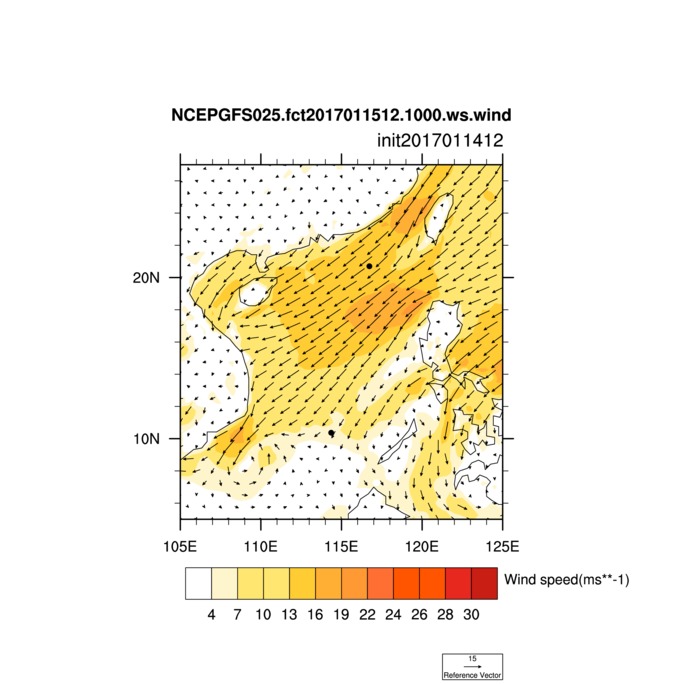 NCEPGFS025.fct2017011512.1000.ws.wind
init2017011412
20N
10N
105E 110E 115E 120E 125E
Wind speed(ms**-1)
4 7 10 13 16 19 22 24 26 28 30
15
Reference Vector